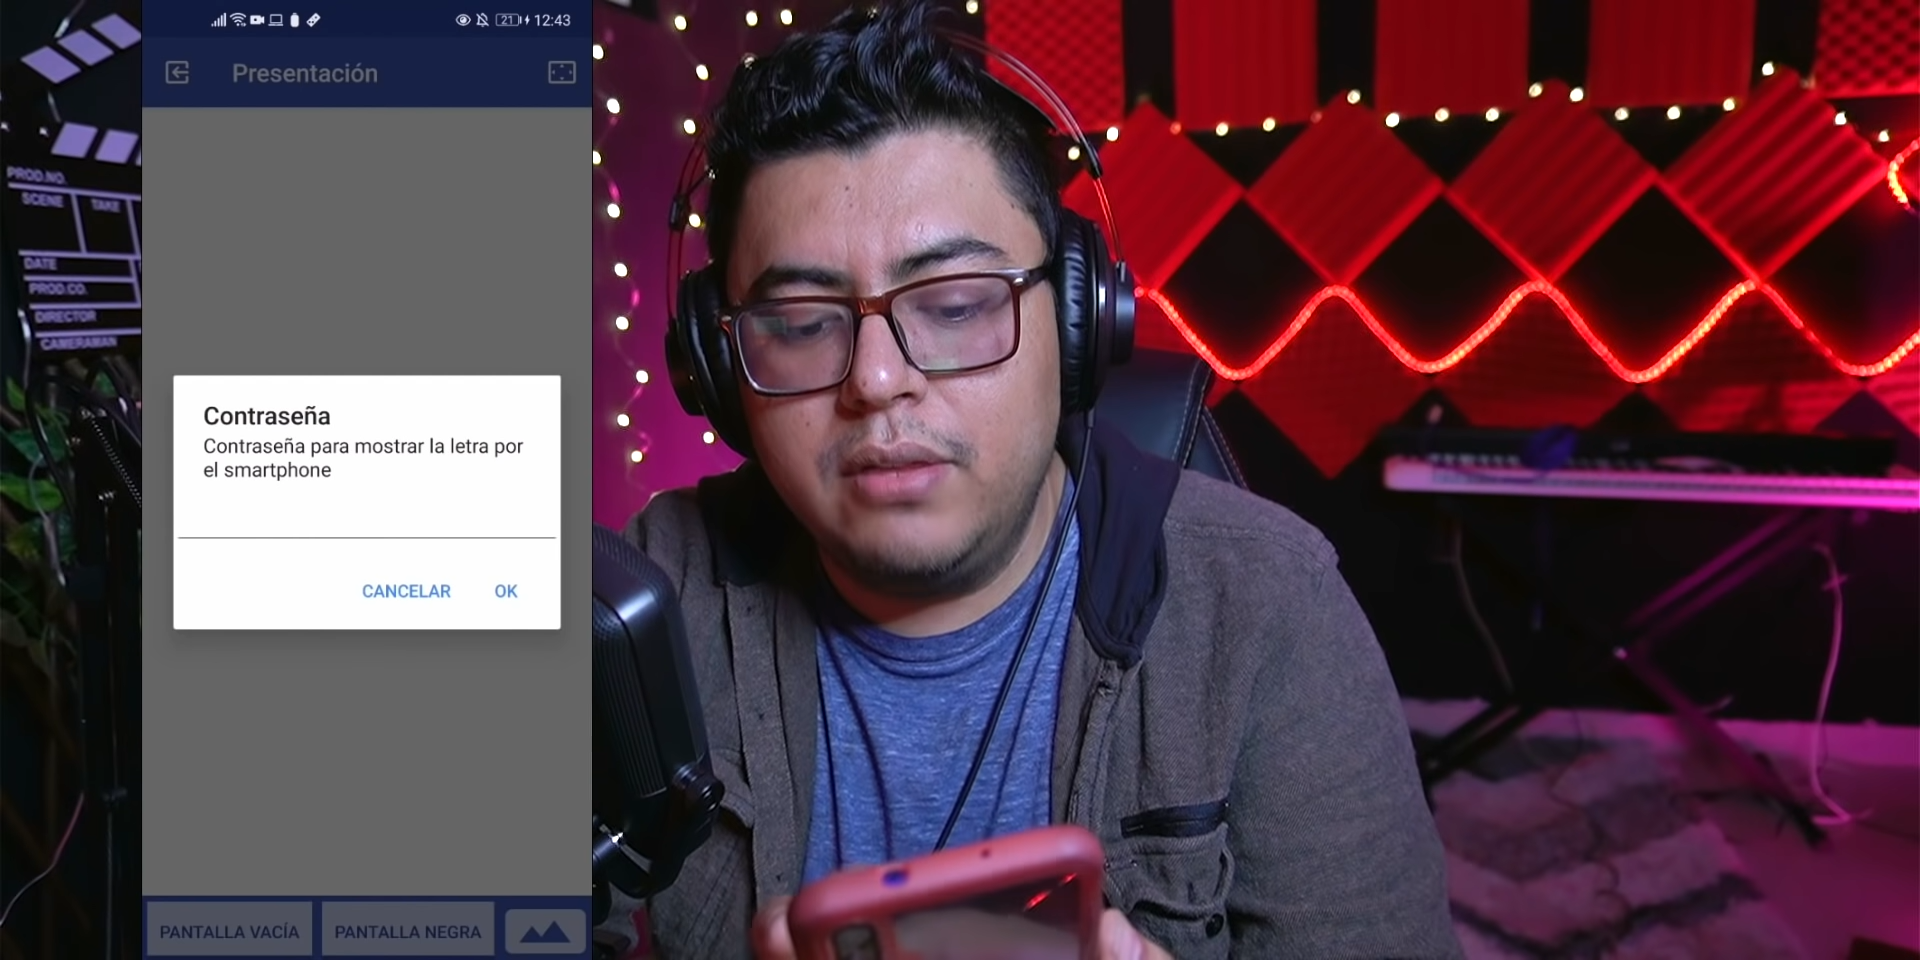 21
12:43
Presentación
PROD.NO.
SCENE TAKE
DATE
PROD.CO.
DIRECTOR
CAMERAMAN
Contraseña
Contraseña para mostrar la letra por
el smartphone
CANCELAR OK
PANTALLA VACÍA PANTALLA NEGRA